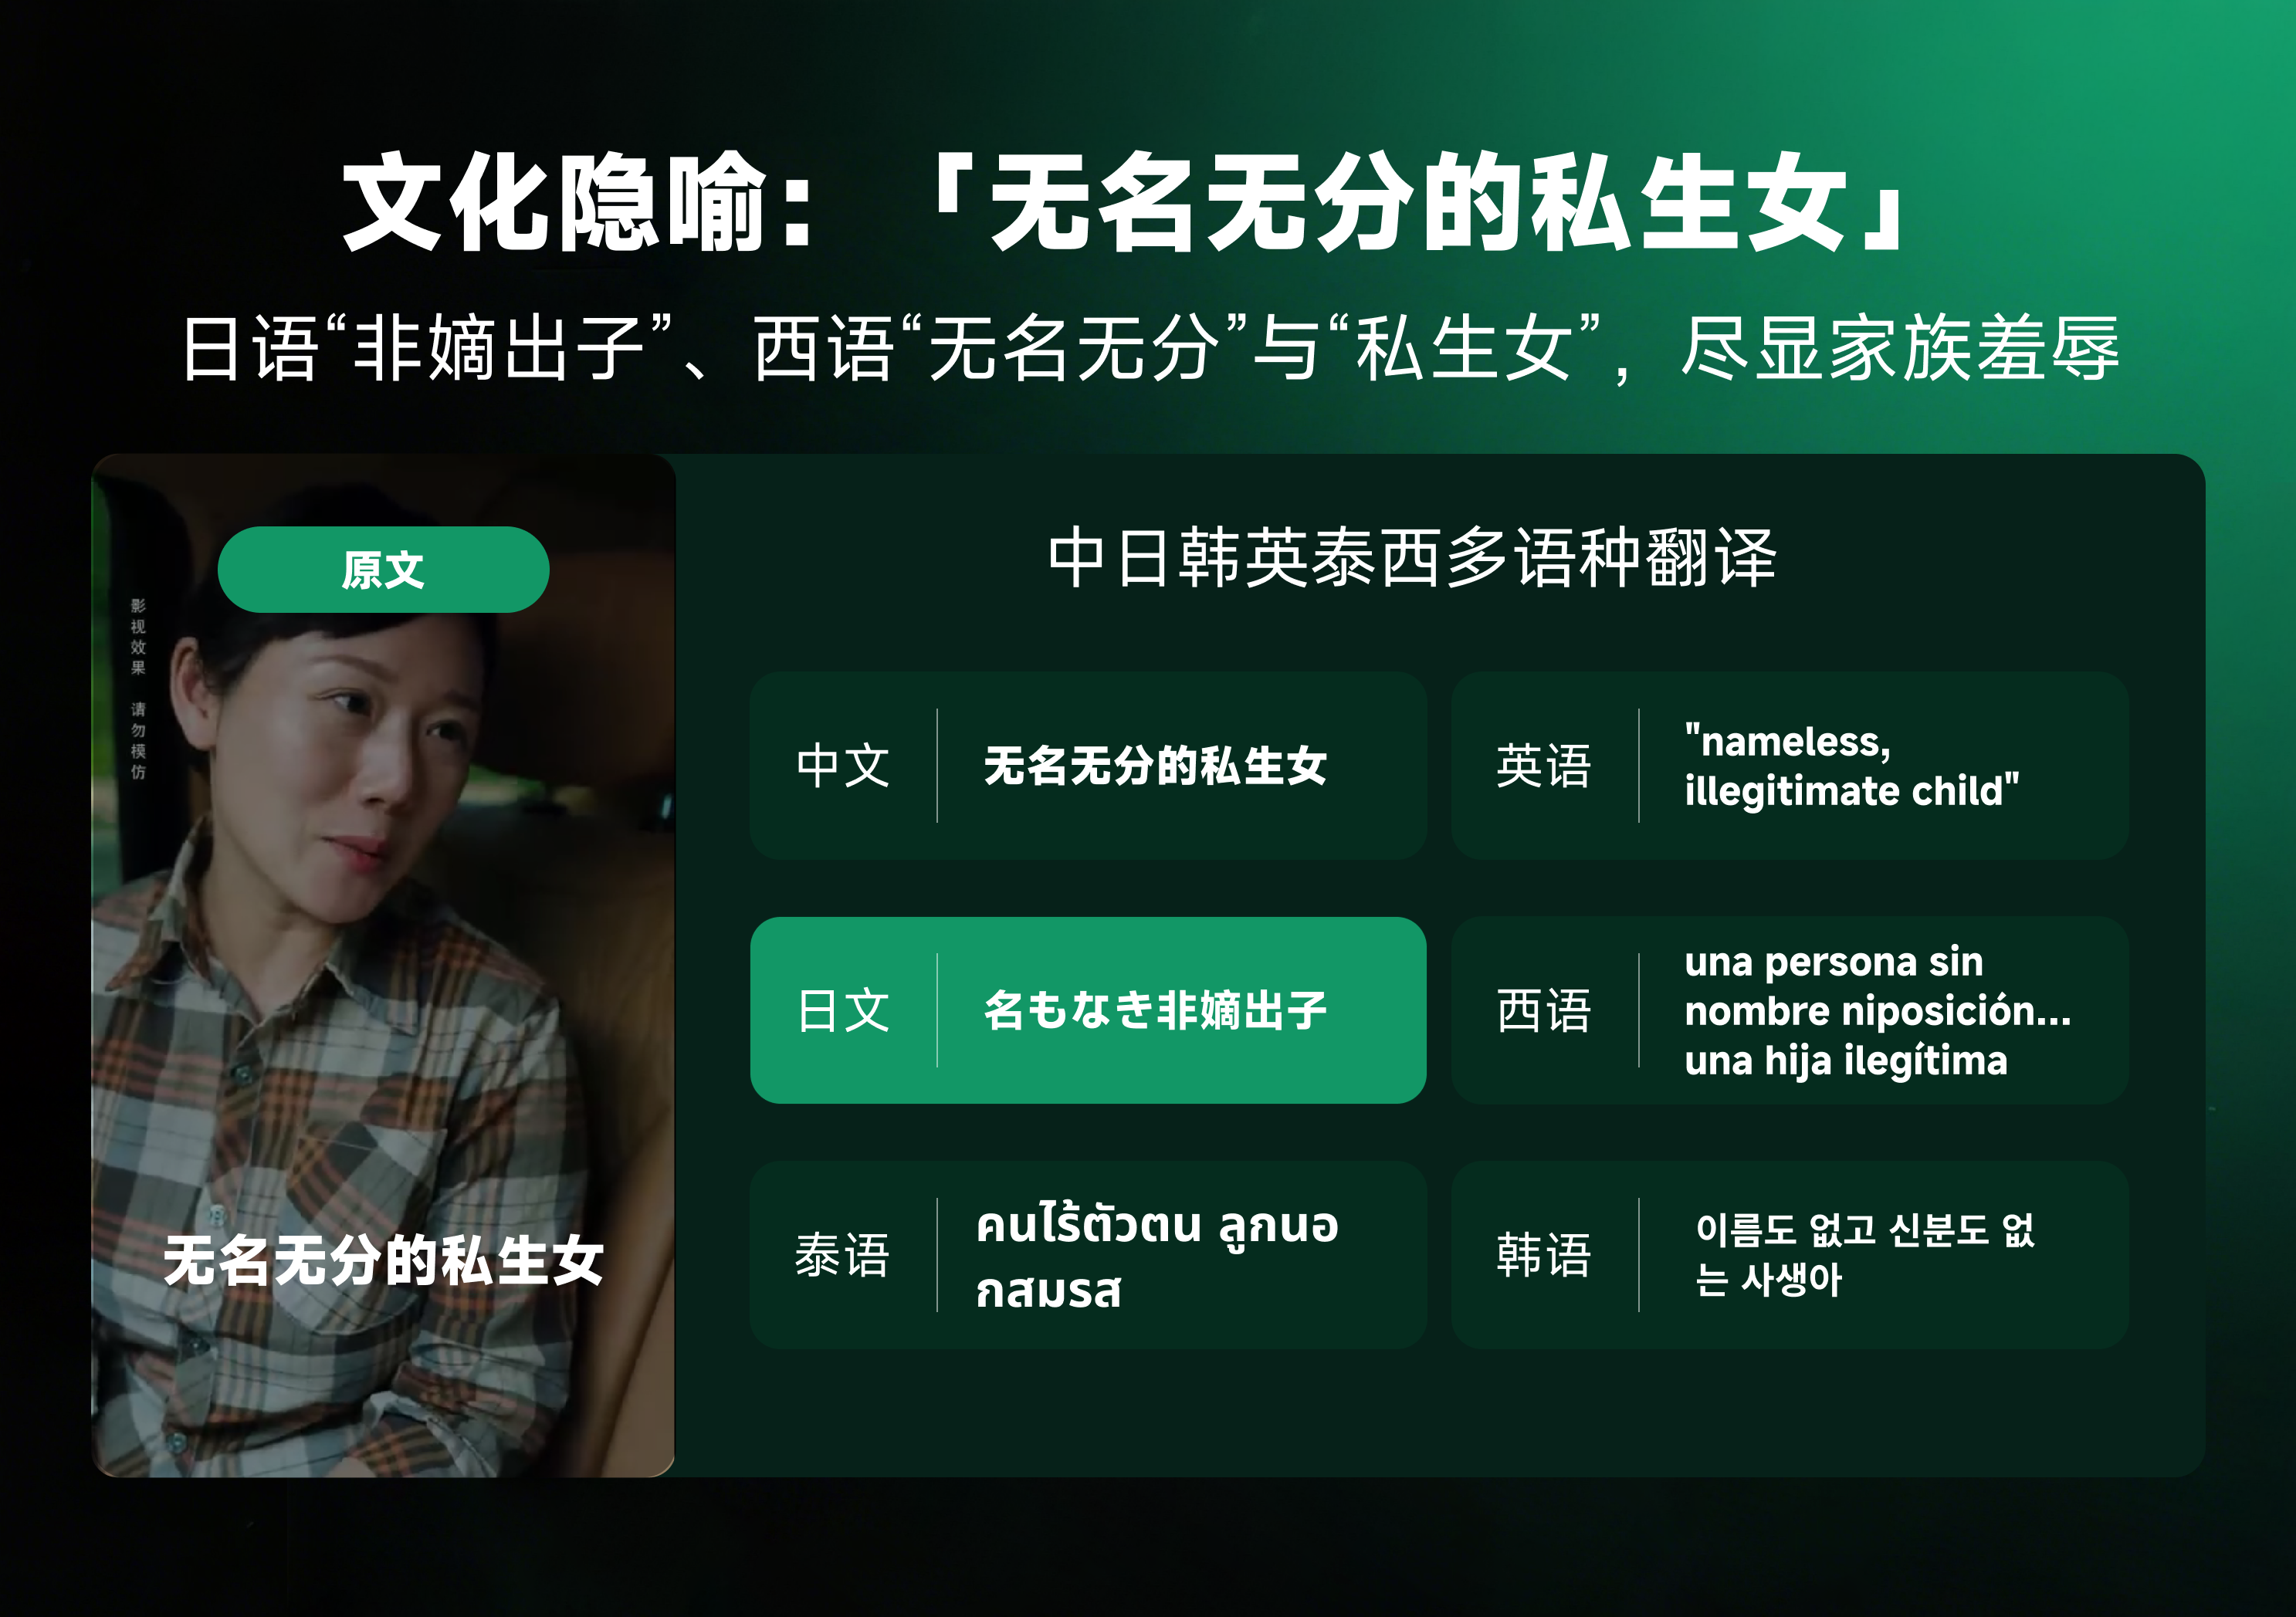 文化隐喻：「无名无分的私生女」
日语“非嫡出子”、西语“无名无分”与“私生女”，尽显家族羞辱
原文
影视效果 请勿模仿
无名无分的私生女
中日韩英泰西多语种翻译
中文
无名无分的私生女
英语
"nameless,
illegitimate child"
日文
名もなき非嫡出子
西语
una persona sin
nombre niposición...
una hija ilegítima
泰语
คนไร้ตัวตน ลูกนอ
กสมรส
韩语
이름도 없고 신분도 없
는 사생아